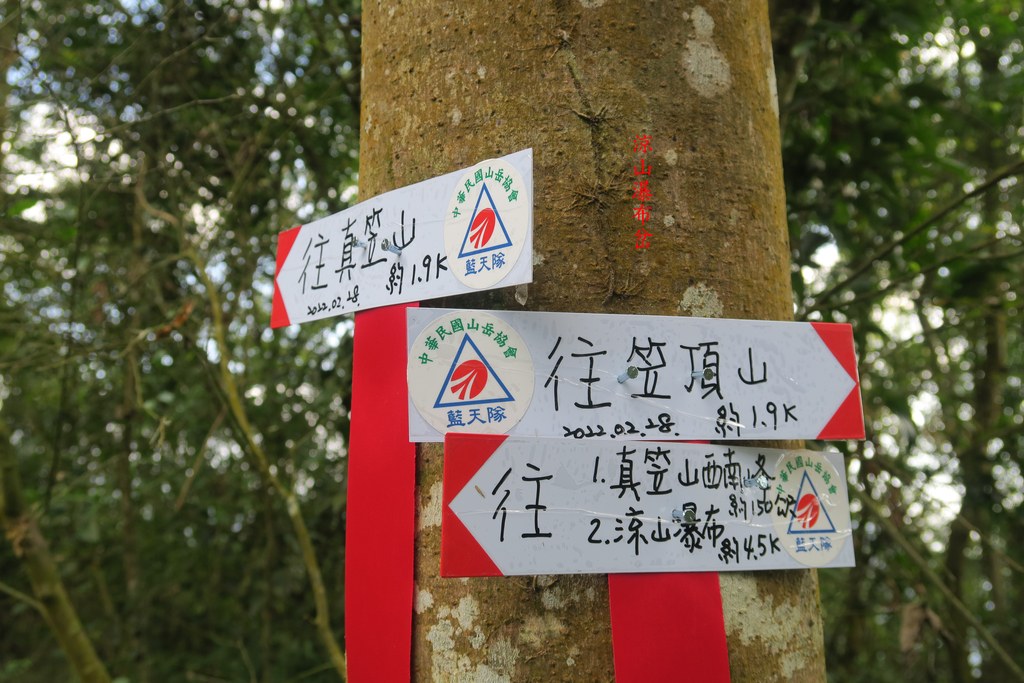 涼山瀑布岔
中華民國山岳協會
往真笠山
約1.9K
藍天隊
2022.02.28.
中華民國山岳協會
往笠頂山
藍天隊
2022.02.28.
約1.9K
往
1.真笠山西南峰
約150公尺
2.涼山瀑布
約4.5K
中華民國山岳協會
藍天隊